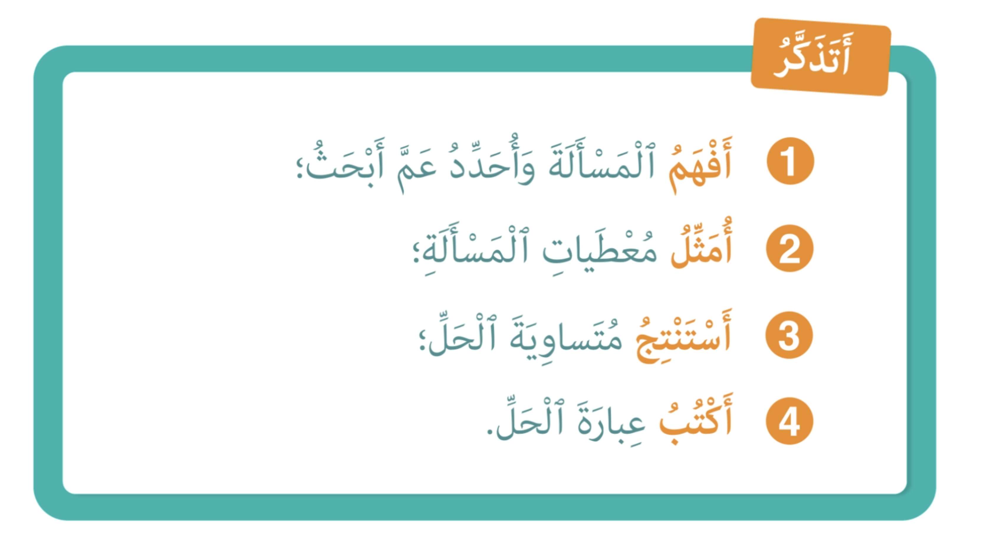 أَتَذَكَّرُ
1 أَفْهَمُ ٱلْمَسْأَلَةَ وَأُحَدِّدُ عَمَّ أَبْحَثُ؛
2 أُمَثِّلُ مُعْطَياتِ ٱلْمَسْأَلَةِ؛
3 أَسْتَنْتِجُ مُتَساوِيَةَ ٱلْحَلِّ؛
4 أَكْتُبُ عِبارَةَ ٱلْحَلِّ.